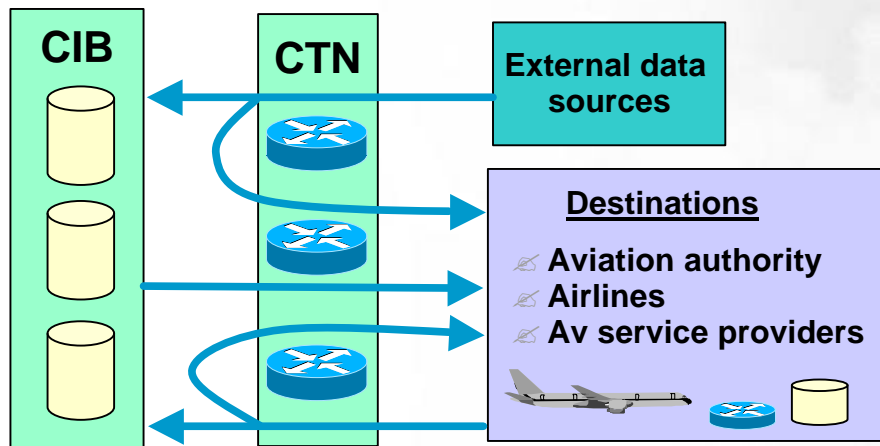 CIB
CTN
External data
sources
Destinations
Aviation authority
Airlines
Av service providers